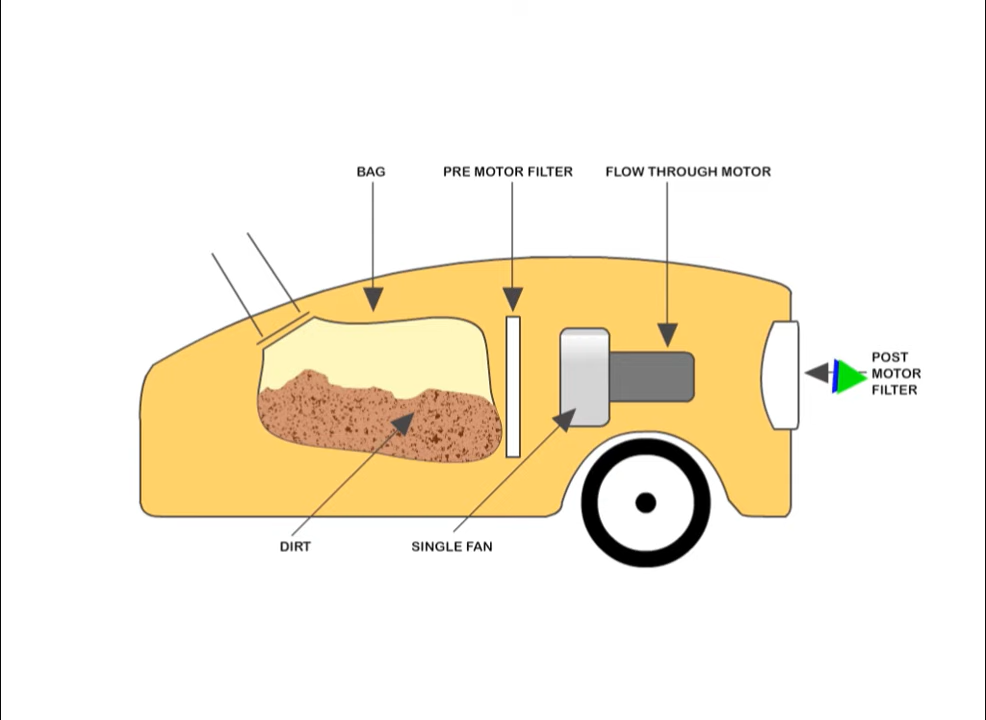 BAG
PRE MOTOR FILTER
FLOW THROUGH MOTOR
POST
MOTOR
FILTER
DIRT
SINGLE FAN